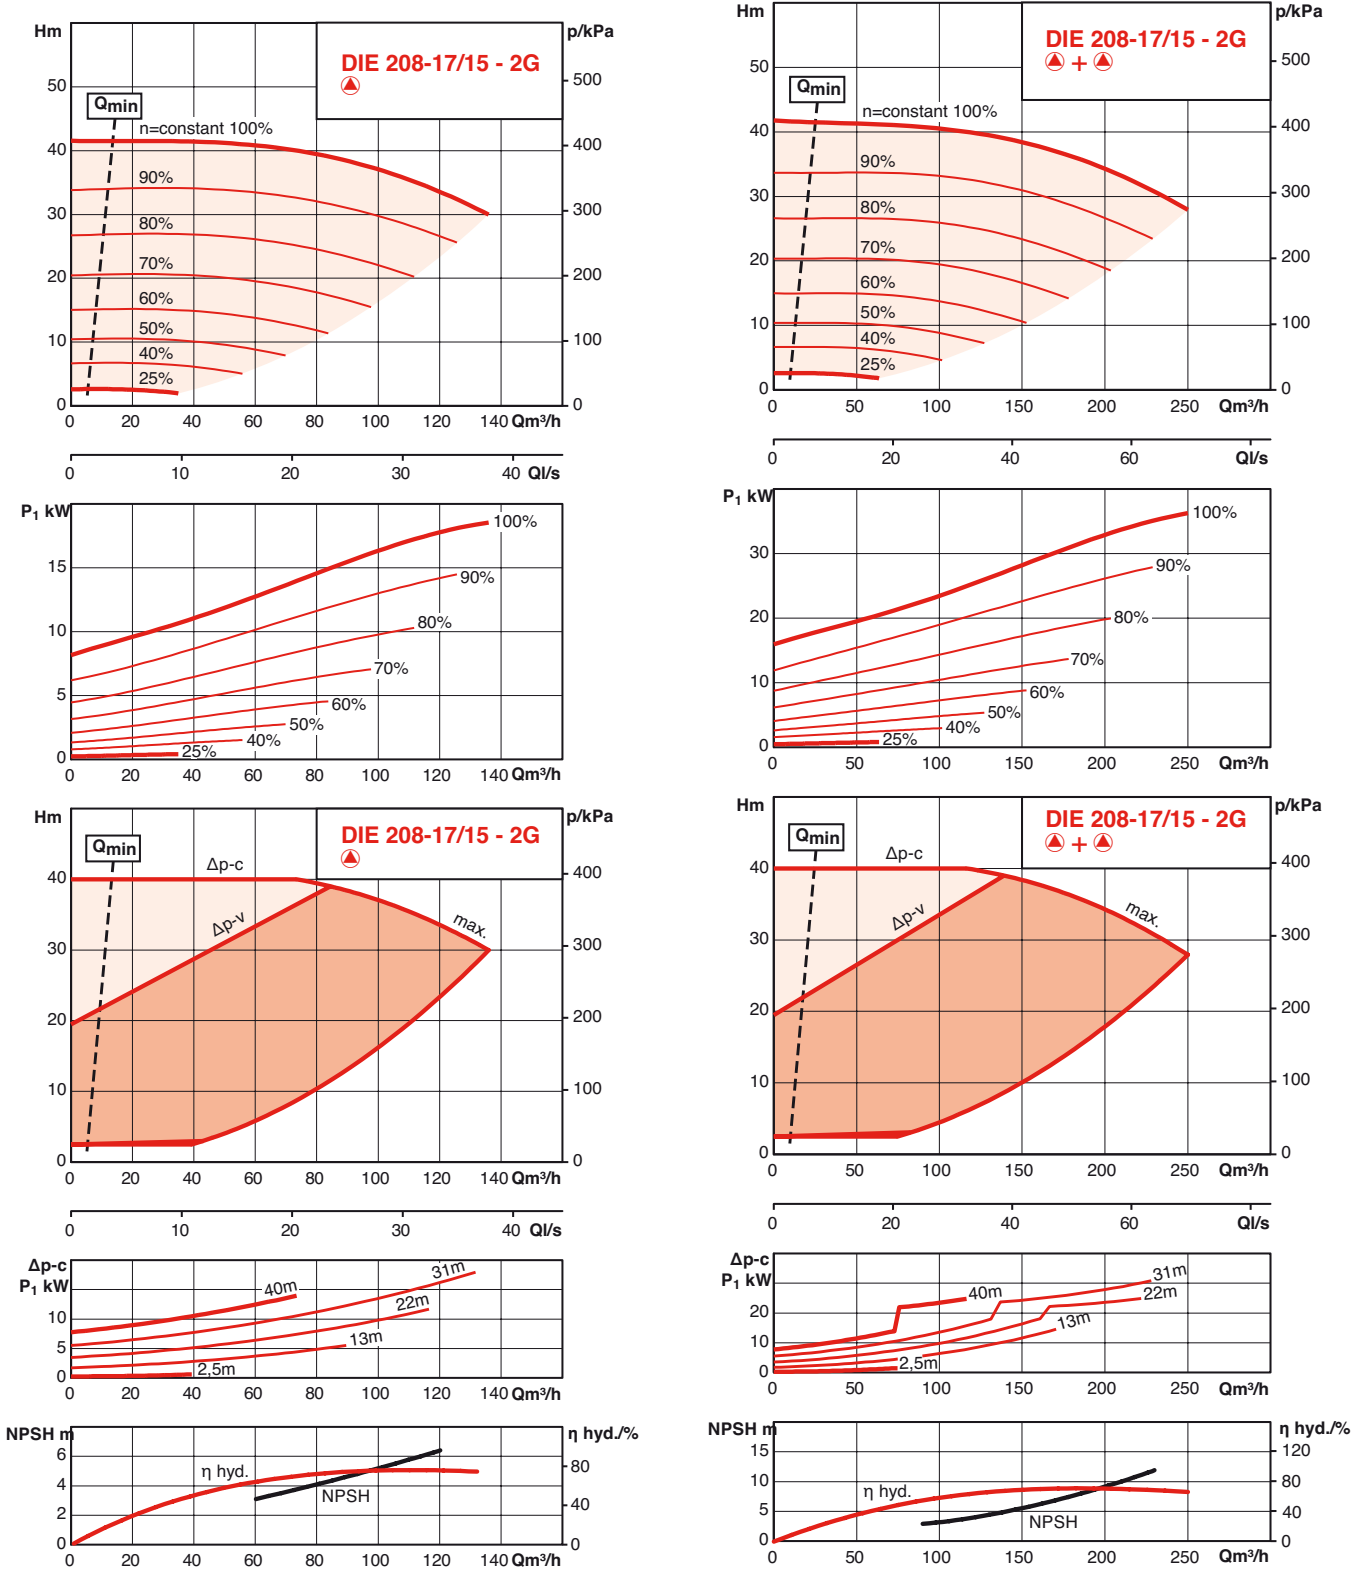 Hm
p/kPa
DIE 208-17/15 - 2G
Qmin
n=constant 100%
90%
80%
70%
60%
50%
40%
25%
50
40
30
20
10
0
500
400
300
200
100
0
0 20 40 60 80 100 120 140 Qm³/h
0 10 20 30 40 Ql/s
P1 kW
15
10
5
0
100%
90%
80%
70%
60%
50%
40%
25%
0 20 40 60 80 100 120 140 Qm³/h
Hm
p/kPa
DIE 208-17/15 - 2G
Qmin
Δp-c
Δp-v
max.
40
30
20
10
0
400
300
200
100
0
0 20 40 60 80 100 120 140 Qm³/h
0 10 20 30 40 Ql/s
Δp-c
P1 kW
10
5
0
40m
31m
22m
13m
2,5m
0 20 40 60 80 100 120 140 Qm³/h
NPSH m
η hyd./%
6
4
2
0
80
40
0
η hyd.
NPSH
0 20 40 60 80 100 120 140 Qm³/h
Hm
p/kPa
DIE 208-17/15 - 2G
+
Qmin
n=constant 100%
90%
80%
70%
60%
50%
40%
25%
50
40
30
20
10
0
500
400
300
200
100
0
0 50 100 150 200 250 Qm³/h
0 20 40 60 Ql/s
P1 kW
30
20
10
0
100%
90%
80%
70%
60%
50%
40%
25%
0 50 100 150 200 250 Qm³/h
Hm
p/kPa
DIE 208-17/15 - 2G
+
Qmin
Δp-c
Δp-v
max.
40
30
20
10
0
400
300
200
100
0
0 50 100 150 200 250 Qm³/h
0 20 40 60 Ql/s
Δp-c
P1 kW
20
10
0
40m
31m
22m
13m
2,5m
0 50 100 150 200 250 Qm³/h
NPSH m
η hyd./%
15
10
5
0
120
80
40
0
η hyd.
NPSH
0 50 100 150 200 250 Qm³/h